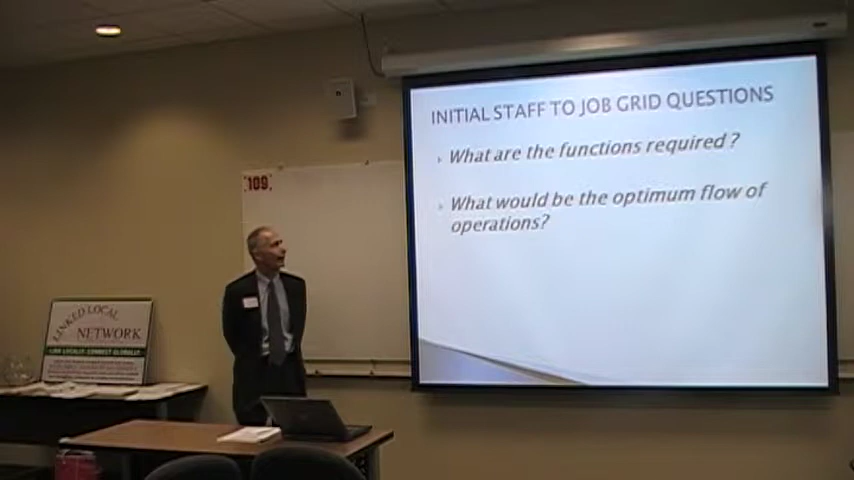 INITIAL STAFF TO JOB GRID QUESTIONS
What are the functions required ?
What would be the optimum flow of
operations?
109
LINKED LOCAL
NETWORK
LINK LOCALLY. CONNECT GLOBALLY.